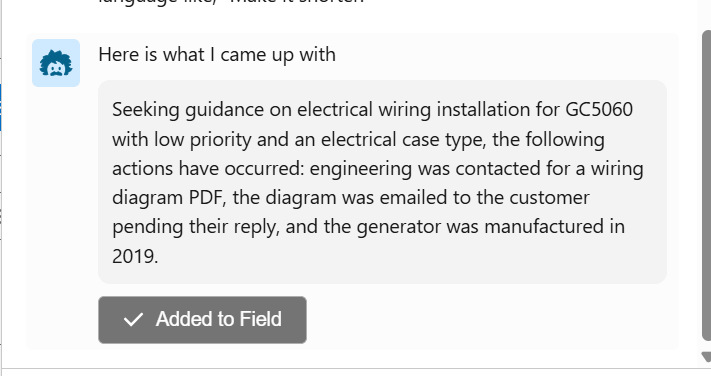 language like, "Make it shorter."
Here is what I came up with
Seeking guidance on electrical wiring installation for GC5060
with low priority and an electrical case type, the following
actions have occurred: engineering was contacted for a wiring
diagram PDF, the diagram was emailed to the customer
pending their reply, and the generator was manufactured in
2019.
Added to Field